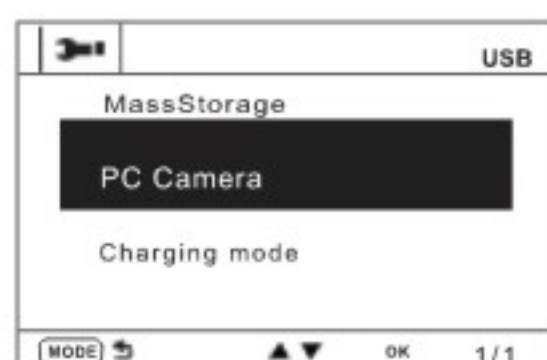 USB
MassStorage
PC Camera
Charging mode
MODE OK 1/1